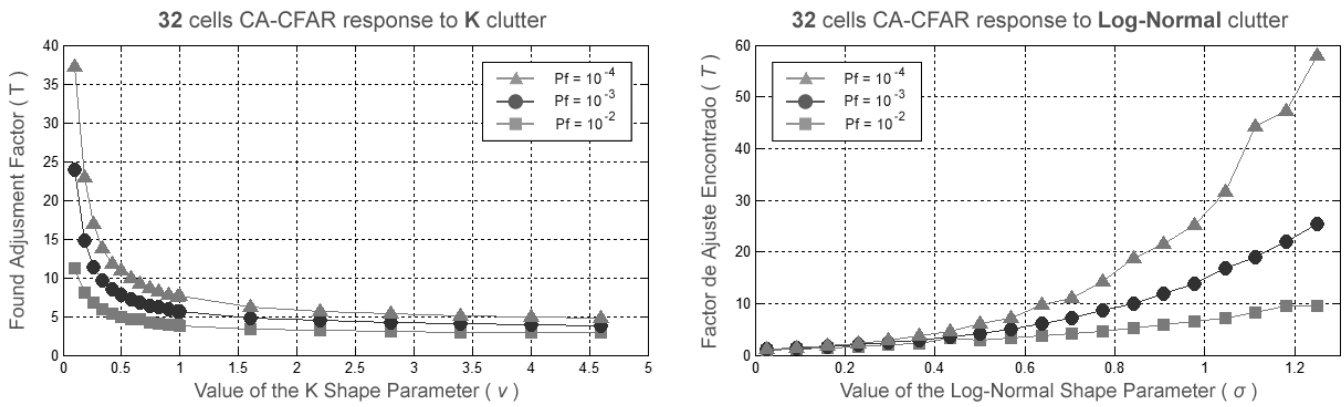 32 cells CA-CFAR response to K clutter
40
35
30
25
20
15
10
5
0
Found Adjusment Factor ( T )
Pf = 10^-4
Pf = 10^-3
Pf = 10^-2
0 0.5 1 1.5 2 2.5 3 3.5 4 4.5 5
Value of the K Shape Parameter ( v )
32 cells CA-CFAR response to Log-Normal clutter
60
50
40
30
20
10
0
Factor de Ajuste Encontrado ( T )
Pf = 10^-4
Pf = 10^-3
Pf = 10^-2
0 0.2 0.4 0.6 0.8 1 1.2
Value of the Log-Normal Shape Parameter ( σ )